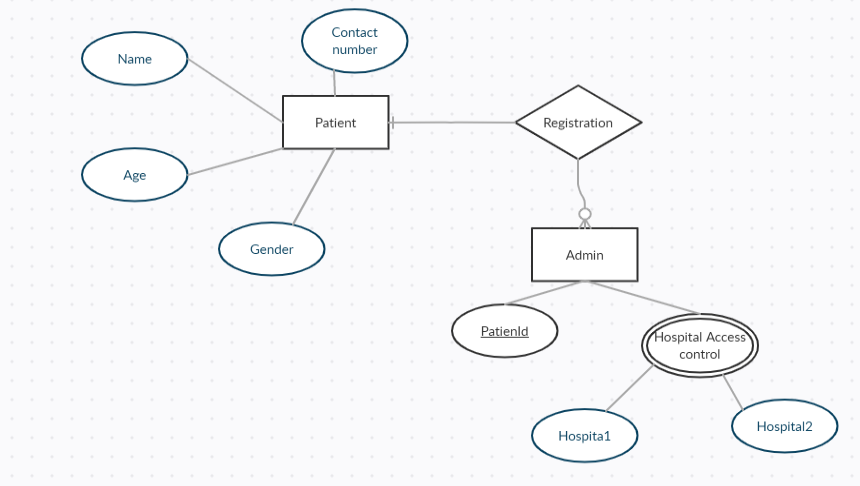 Contact
number
Name
Patient
Registration
Age
Gender
Admin
PatienId
Hospital Access
control
Hospita1
Hospital2